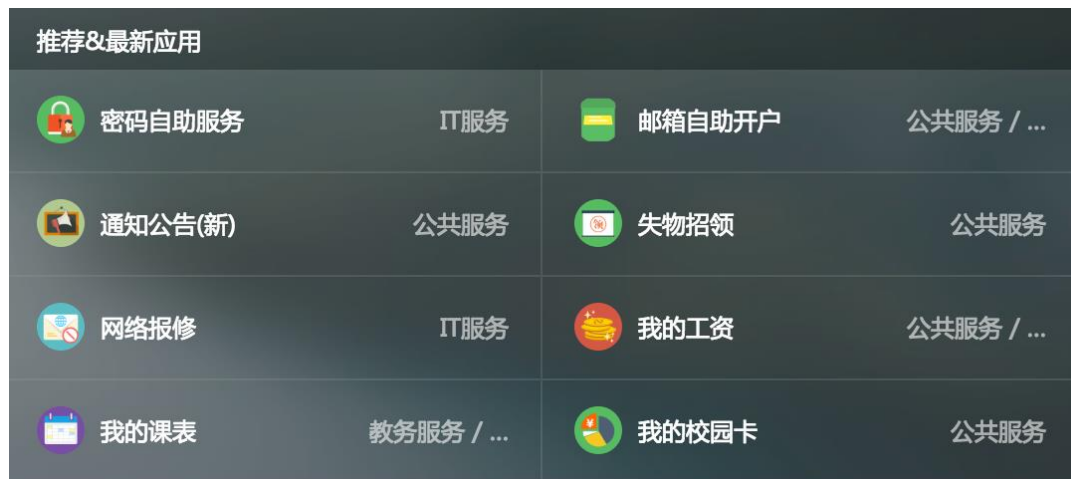 推荐&最新应用
密码自助服务 IT服务 邮箱自助开户 公共服务 / ...
通知公告(新) 公共服务 失物招领 公共服务
网络报修 IT服务 我的工资 公共服务 / ...
我的课表 教务服务 / ... 我的校园卡 公共服务